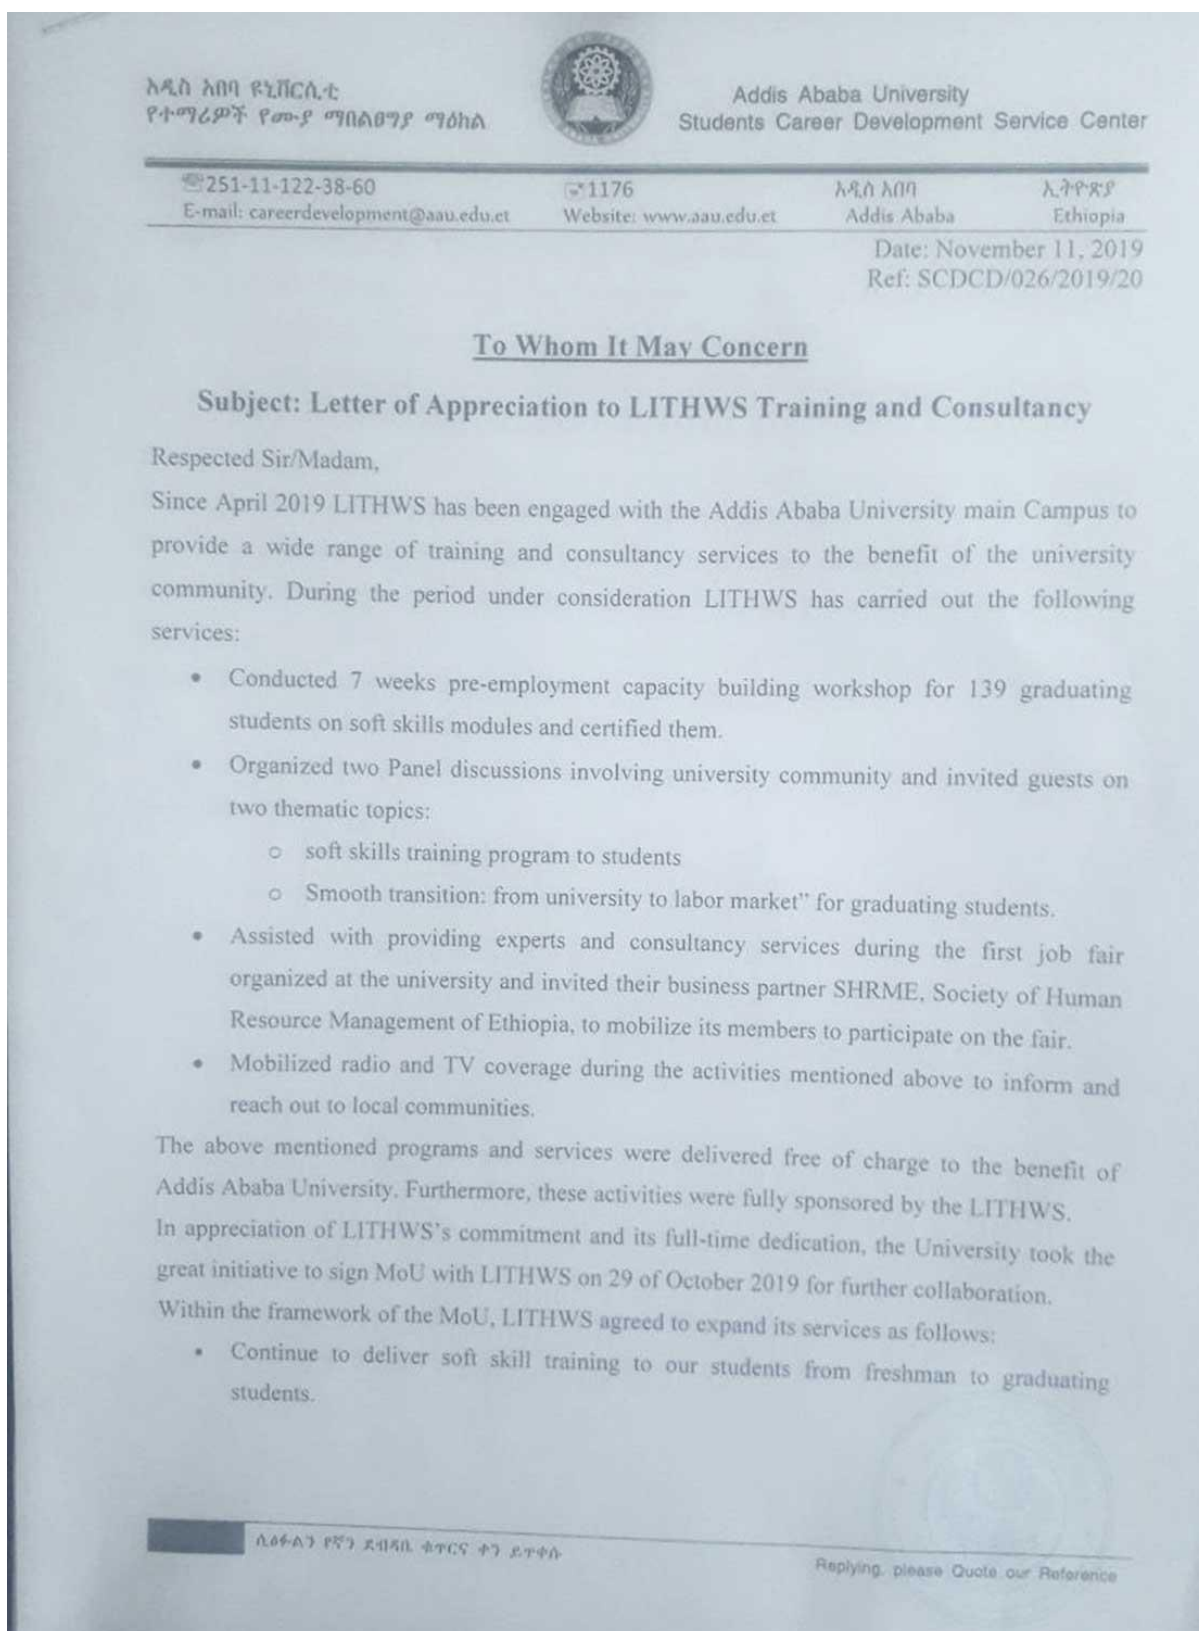 አዲስ አበባ ዩኒቨርሲቲ
የተማሪዎች የሙያ ማበልፀግያ ማዕከል
Addis Ababa University
Students Career Development Service Center
251-11-122-38-60
1176
አዲስ አበባ
ኢትዮጵያ
E-mail: careerdevelopment@aau.edu.et
Website: www.aau.edu.et
Addis Ababa
Ethiopia
Date: November 11, 2019
Ref: SCDCD/026/2019/20
To Whom It May Concern
Subject: Letter of Appreciation to LITHWS Training and Consultancy
Respected Sir/Madam,
Since April 2019 LITHWS has been engaged with the Addis Ababa University main Campus to
provide a wide range of training and consultancy services to the benefit of the university
community. During the period under consideration LITHWS has carried out the following
services:
• Conducted 7 weeks pre-employment capacity building workshop for 139 graduating
students on soft skills modules and certified them.
• Organized two Panel discussions involving university community and invited guests on
two thematic topics:
o soft skills training program to students
o Smooth transition: from university to labor market” for graduating students.
• Assisted with providing experts and consultancy services during the first job fair
organized at the university and invited their business partner SHRME, Society of Human
Resource Management of Ethiopia, to mobilize its members to participate on the fair.
• Mobilized radio and TV coverage during the activities mentioned above to inform and
reach out to local communities.
The above mentioned programs and services were delivered free of charge to the benefit of
Addis Ababa University. Furthermore, these activities were fully sponsored by the LITHWS.
In appreciation of LITHWS’s commitment and its full-time dedication, the University took the
great initiative to sign MoU with LITHWS on 29 of October 2019 for further collaboration.
Within the framework of the MoU, LITHWS agreed to expand its services as follows:
• Continue to deliver soft skill training to our students from freshman to graduating
students.
ሲፅፉልን የኛን ደብዳቤ ቁጥርና ቀን ይጥቀሱ
Replying, please Quote our Reference